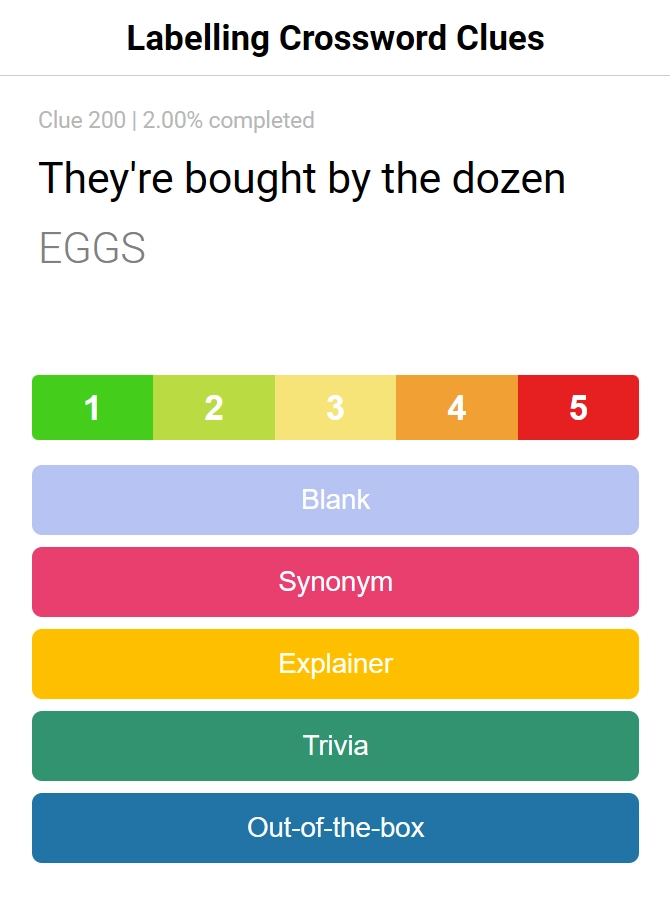 Labelling Crossword Clues
Clue 200 | 2.00% completed
They're bought by the dozen
EGGS
1 2 3 4 5
Blank
Synonym
Explainer
Trivia
Out-of-the-box